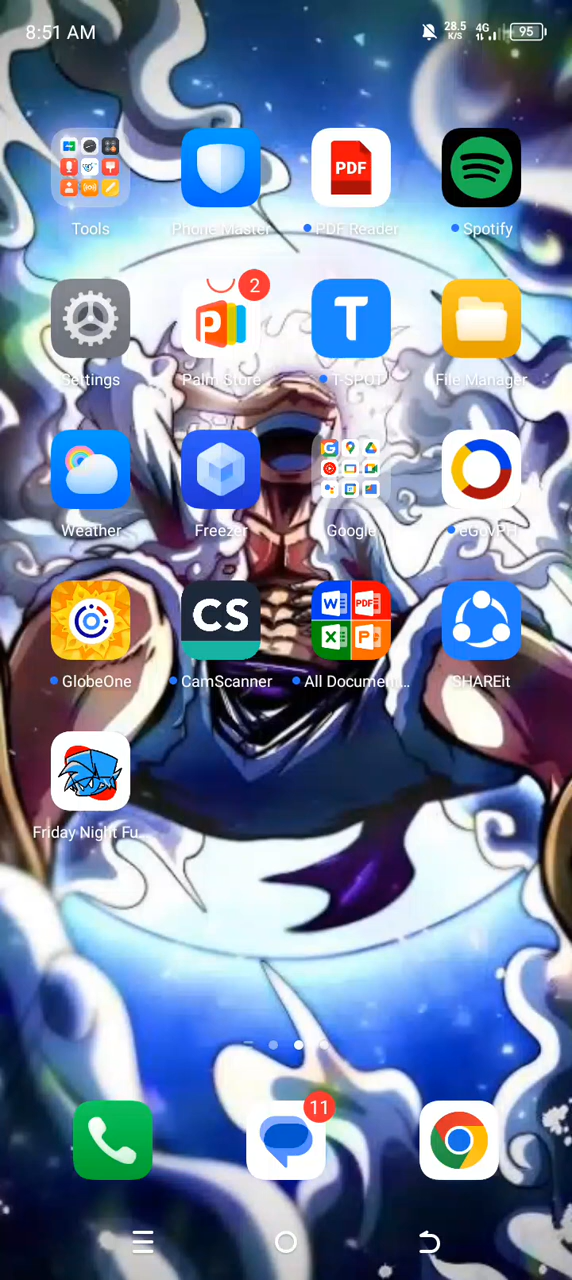 8:51 AM 28.5 K/S 4G 95
PDF
Tools Phone Master PDF Reader Spotify
2
P T
Settings Palm Store T-SPOT File Manager
Weather Freezer Google eGovPH
CS W PDF X P
GlobeOne CamScanner All Documen... SHAREit
Friday Night Fu...
11